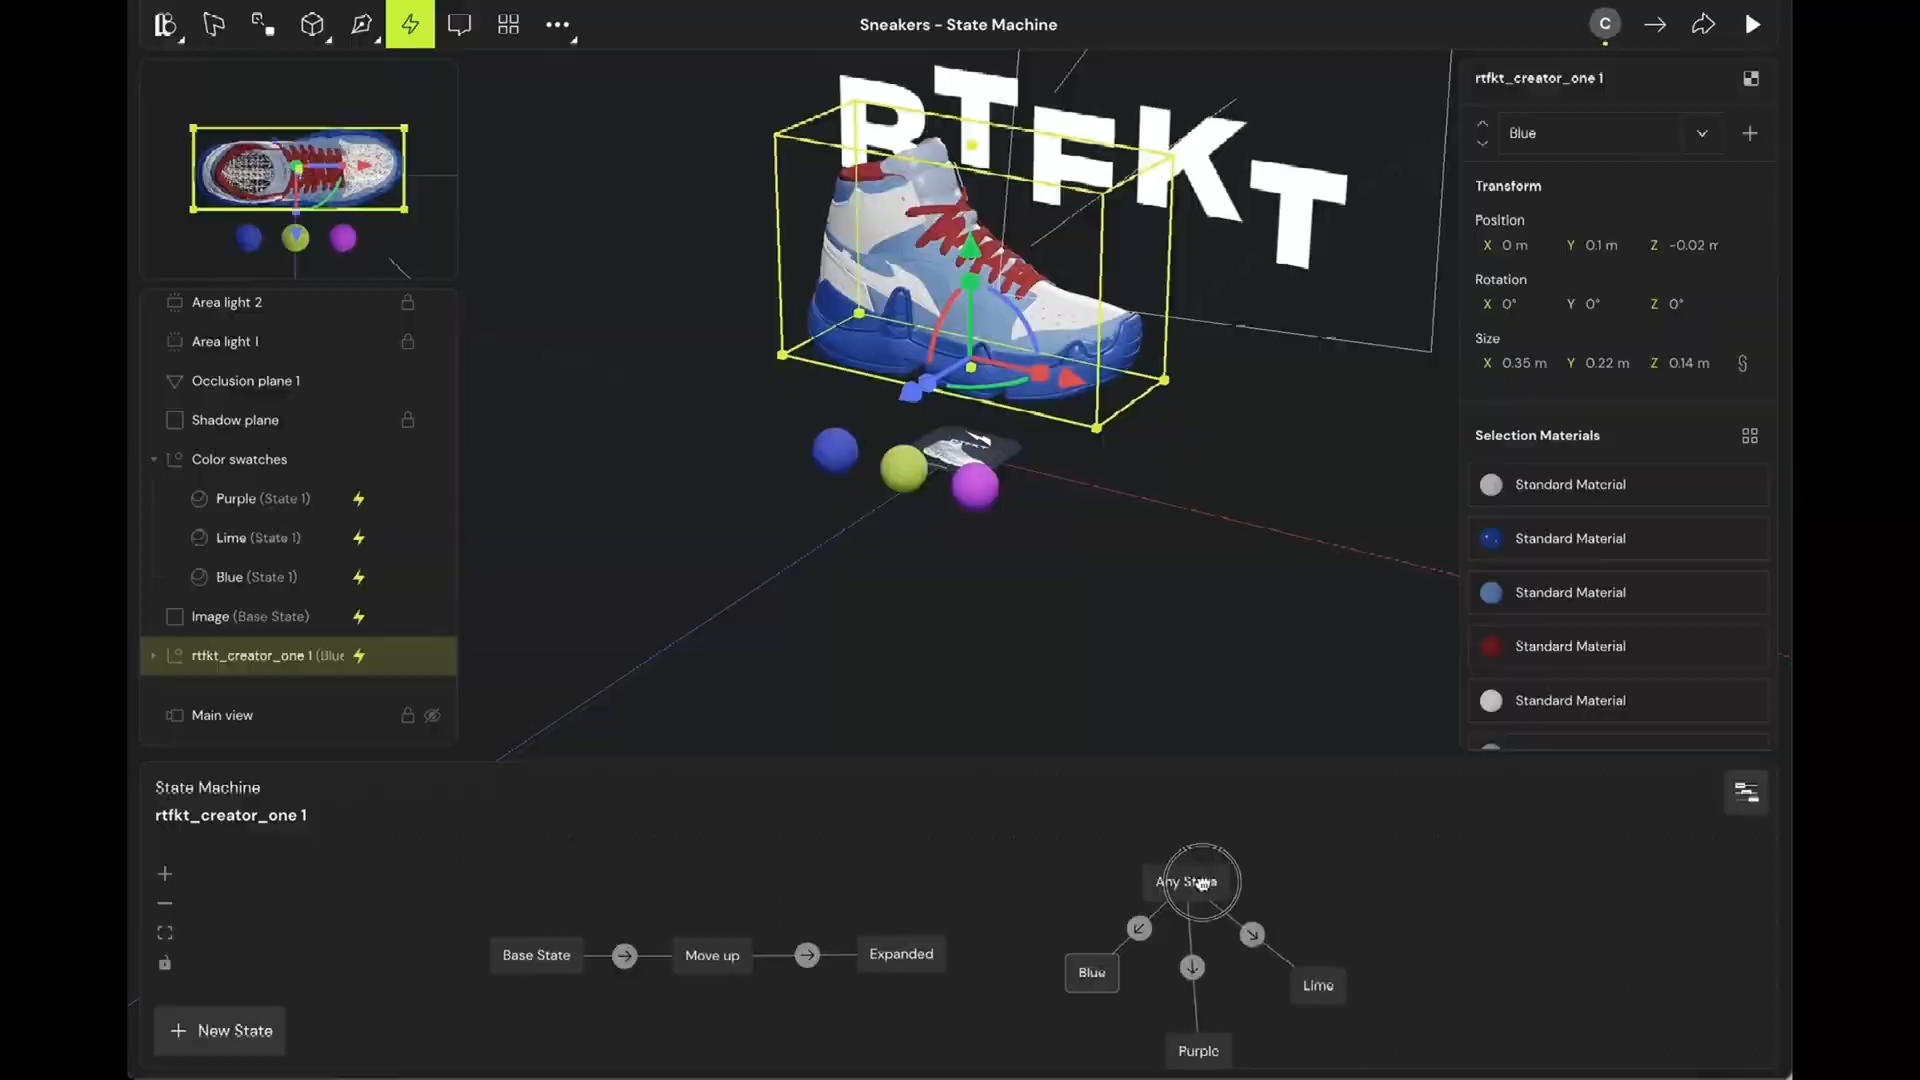 Sneakers - State Machine
C
RTFKT
Area light 2
Area light 1
Occlusion plane 1
Shadow plane
Color swatches
Purple (State 1)
Lime (State 1)
Blue (State 1)
Image (Base State)
rtfkt_creator_one 1 (Blue
Main view
rtfkt_creator_one 1
Blue
Transform
Position
X 0 m Y 0.1 m Z -0.02 m
Rotation
X 0° Y 0° Z 0°
Size
X 0.35 m Y 0.22 m Z 0.14 m
Selection Materials
Standard Material
Standard Material
Standard Material
Standard Material
Standard Material
State Machine
rtfkt_creator_one 1
Any State
Base State
Move up
Expanded
Blue
Lime
Purple
+ New State